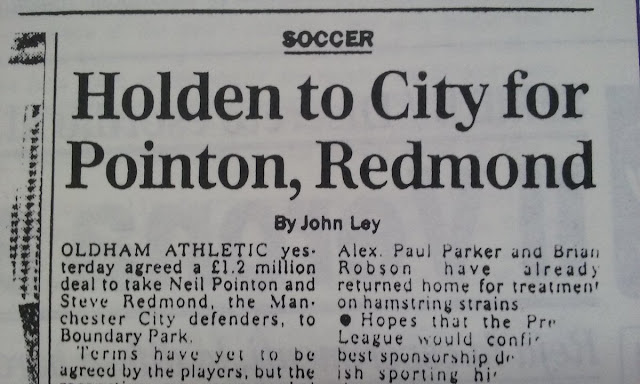 SOCCER
Holden to City for
Pointon, Redmond
By John Ley
OLDHAM ATHLETIC yes-
terday agreed a £1.2 million
deal to take Neil Pointon and
Steve Redmond, the Man-
chester City defenders, to
Boundary Park.
Terms have yet to be
agreed by the players, but the
Alex. Paul Parker and Brian
Robson have already
returned home for treatment
on hamstring strains
● Hopes that the Pre
League would confi
best sponsorship de
ish sporting his